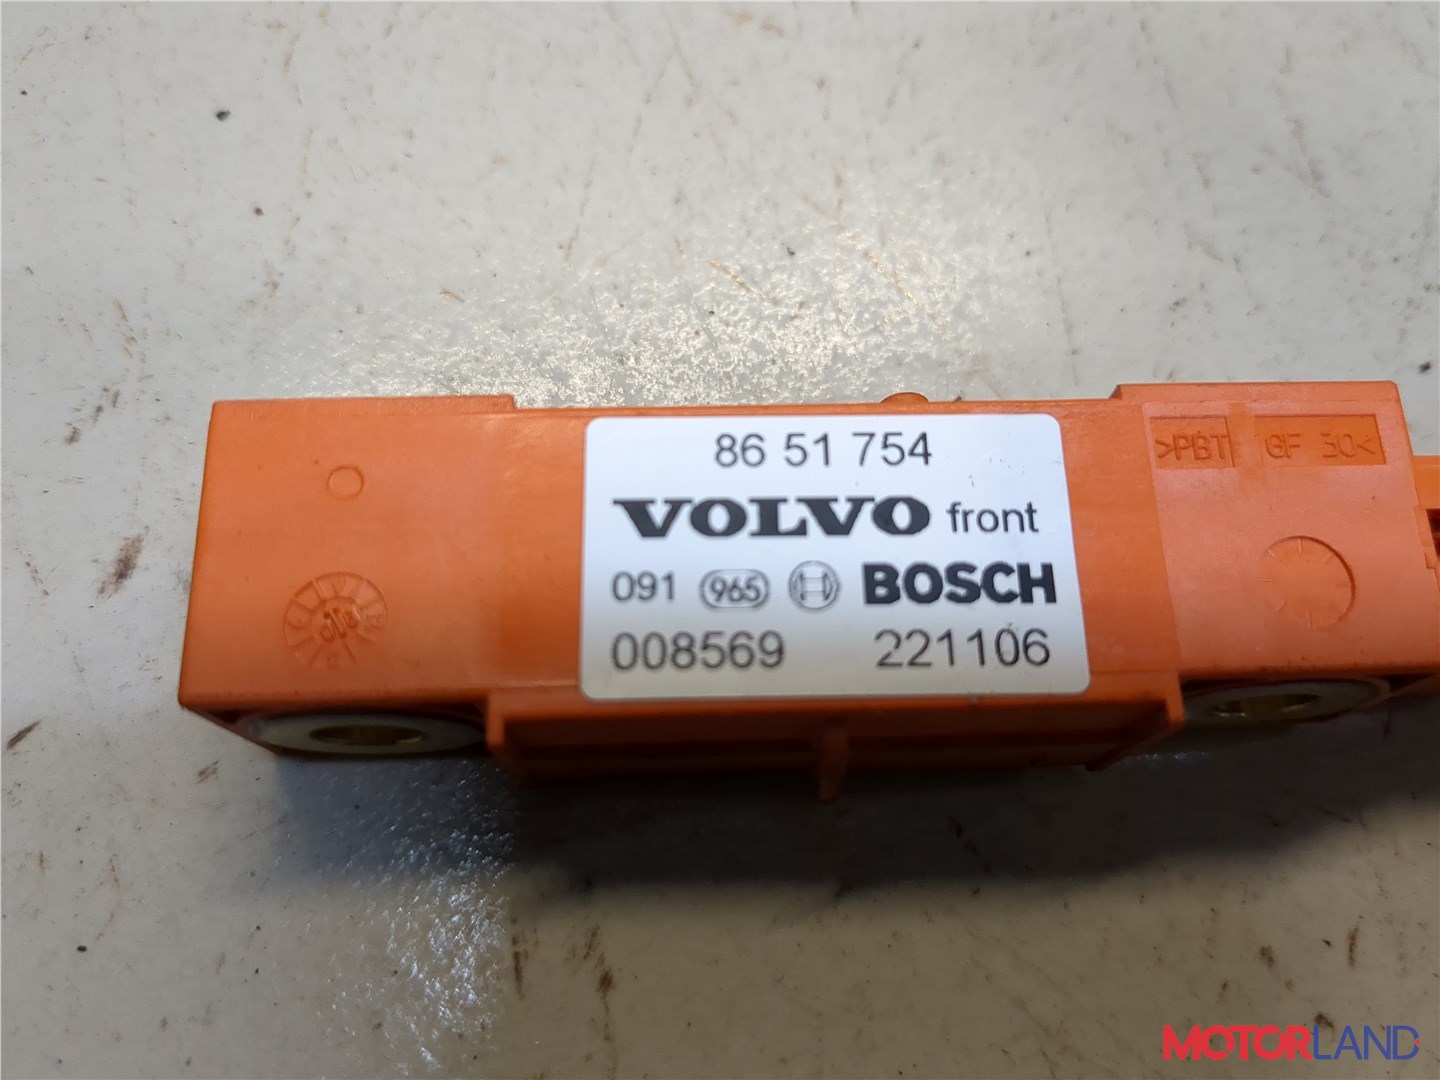 86 51 754
VOLVO front
091 965 BOSCH
008569 221106
>PBT GF 30<
MOTORLAND